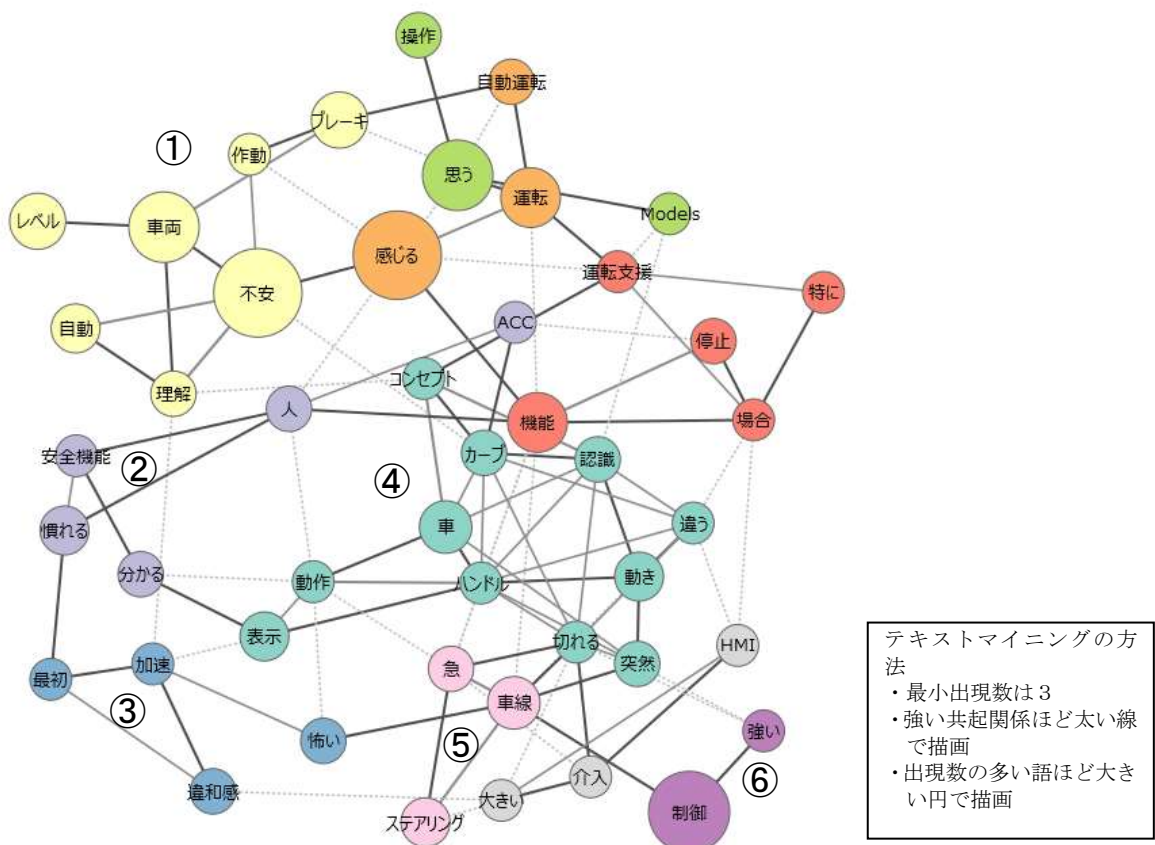 操作
自動運転
ブレーキ
①
作動
思う
運転
レベル
車両
Models
感じる
運転支援
不安
特に
自動
ACC
停止
コンセプト
理解
人
機能
場合
安全機能
②
カーブ
認識
④
慣れる
車
違う
分かる
動作
ハンドル
動き
表示
切れる
HMI
最初
加速
急
突然
③
車線
怖い
⑤
強い
違和感
大きい
介入
⑥
ステアリング
制御
テキストマイニングの方
法
・最小出現数は3
・強い共起関係ほど太い線
で描画
・出現数の多い語ほど大き
い円で描画